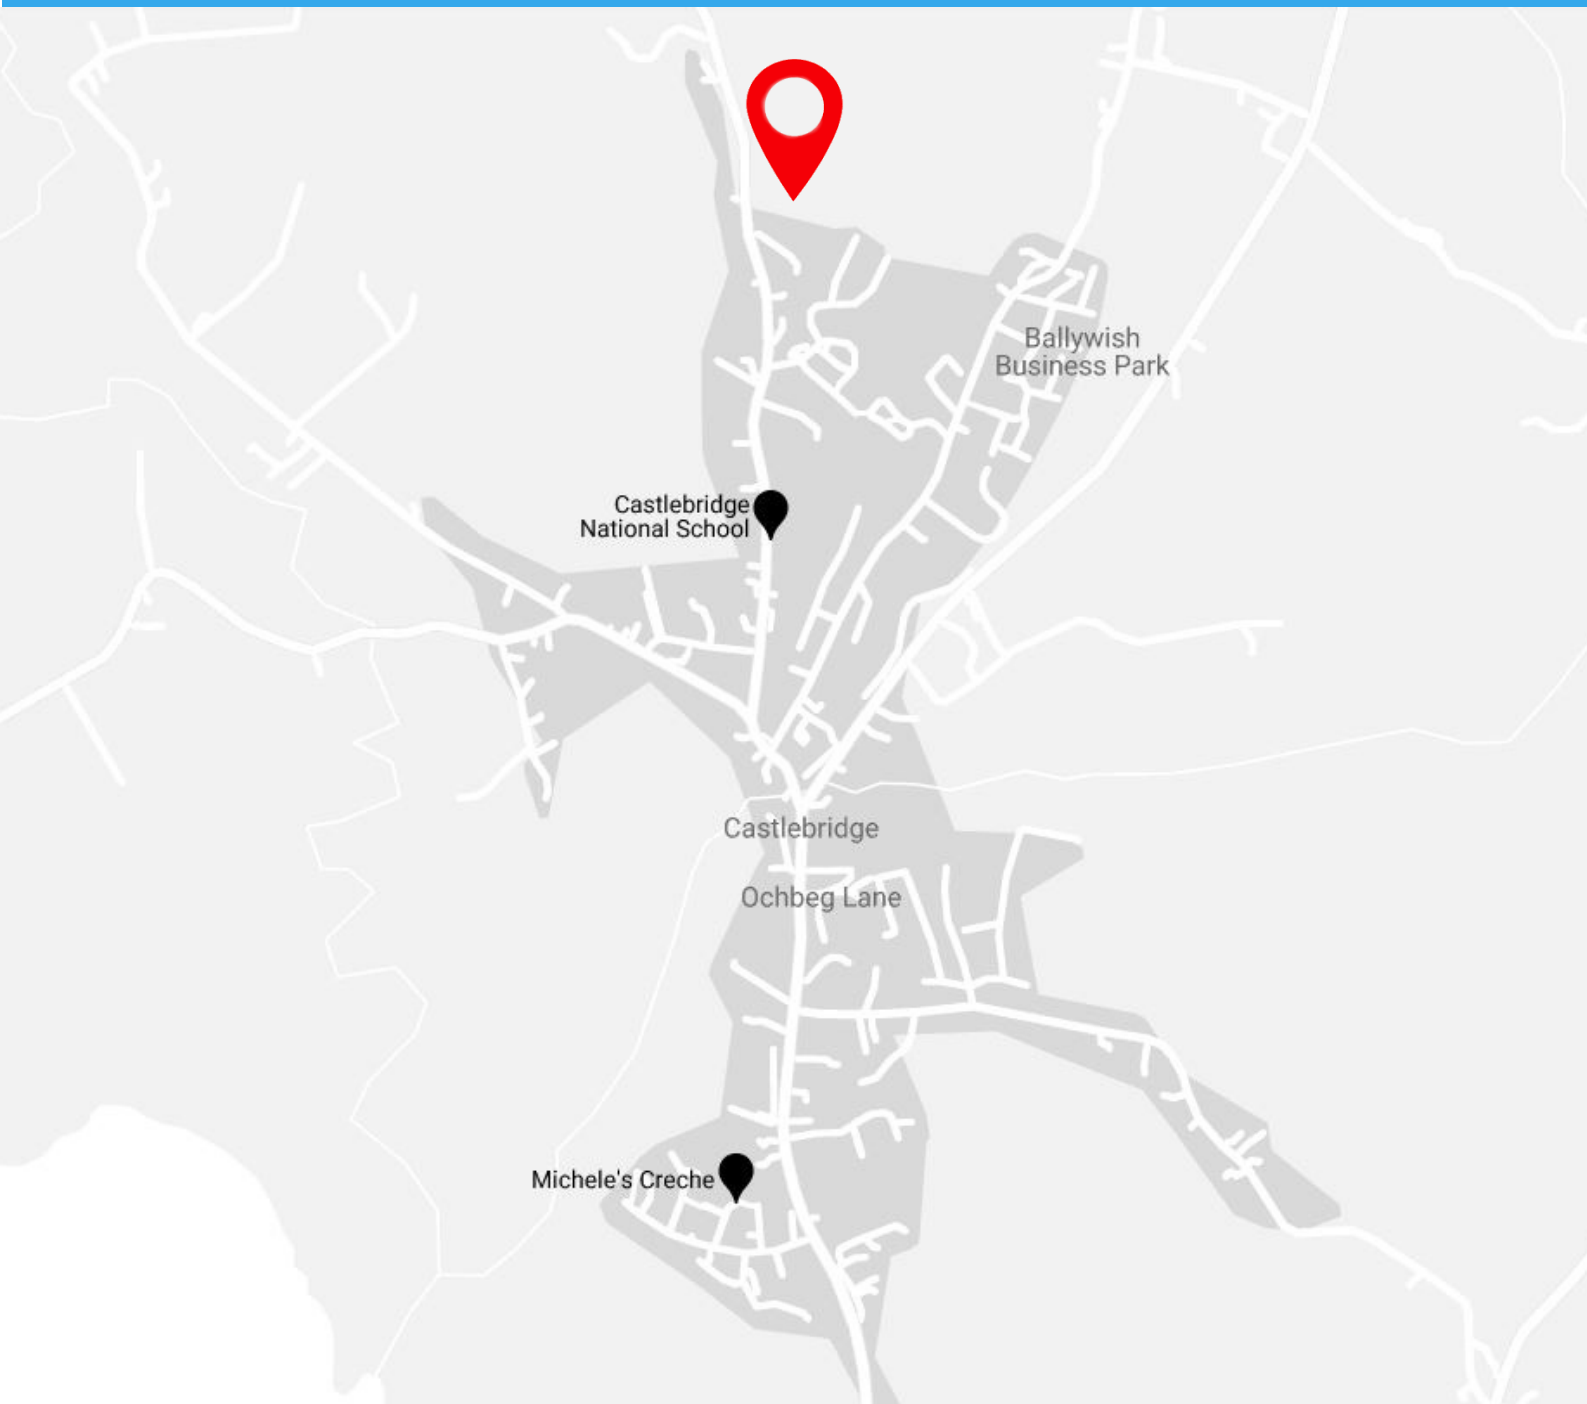 Ballywish
Business Park
Castlebridge
National School
Castlebridge
Ochbeg Lane
Michele's Creche